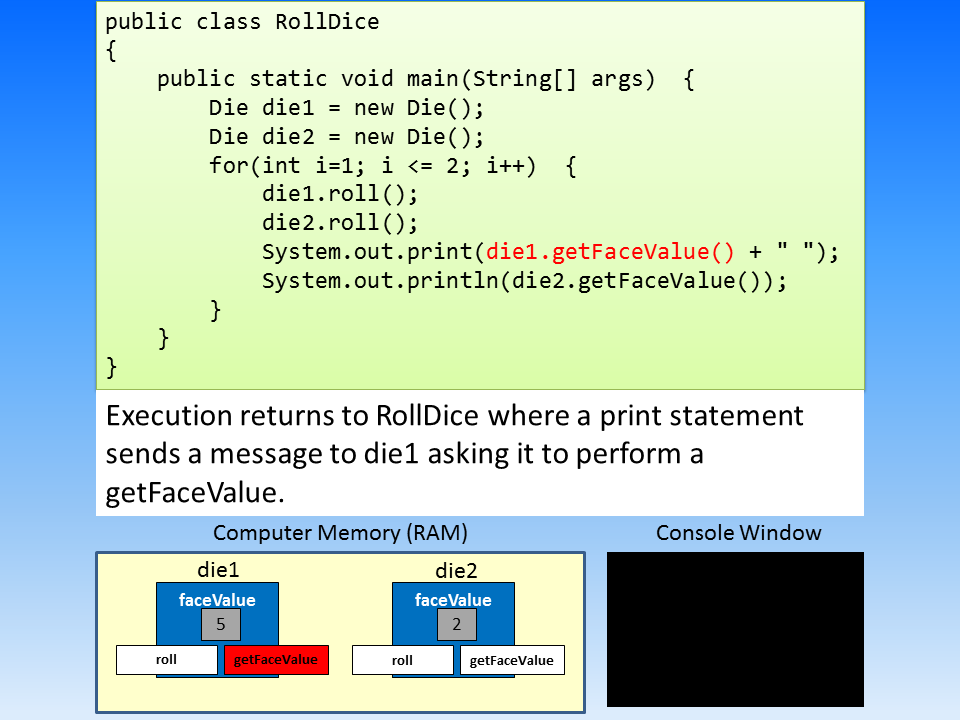 public class RollDice
{
    public static void main(String[] args)  {
        Die die1 = new Die();
        Die die2 = new Die();
        for(int i=1; i <= 2; i++)  {
            die1.roll();
            die2.roll();
            System.out.print(die1.getFaceValue() + " ");
            System.out.println(die2.getFaceValue());
        }
    }
}
Execution returns to RollDice where a print statement
sends a message to die1 asking it to perform a
getFaceValue.
Computer Memory (RAM)
die1
faceValue
5
roll
getFaceValue
die2
faceValue
2
roll
getFaceValue
Console Window